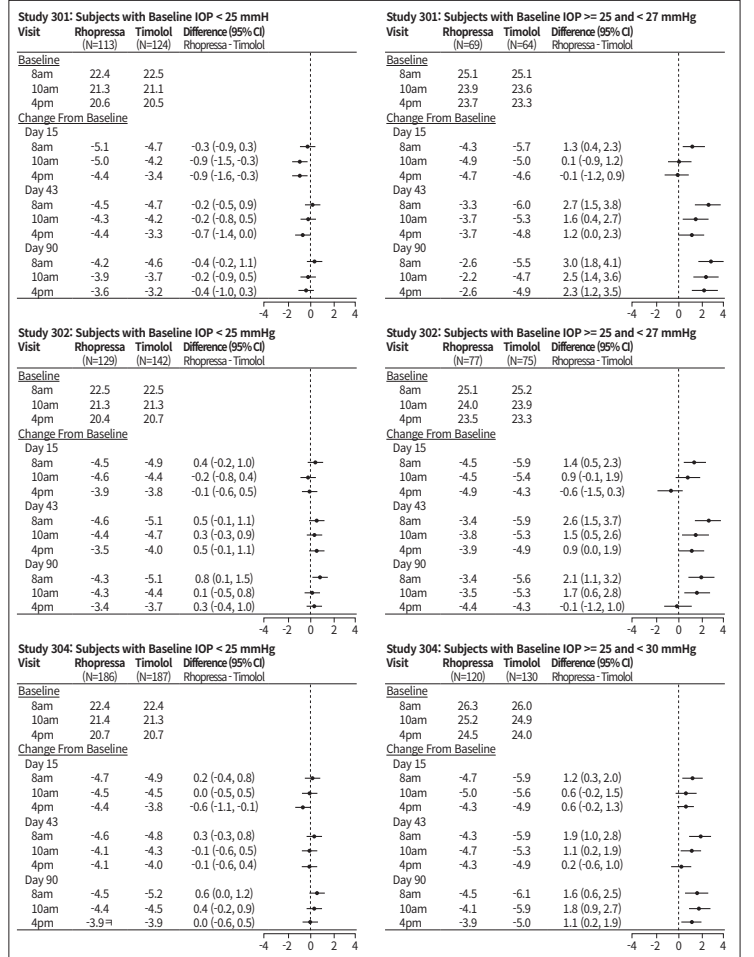 Study 301: Subjects with Baseline IOP < 25 mmH
Visit Rhopressa Timolol Difference (95% CI)
(N=113) (N=124) Rhopressa - Timolol
Baseline
8am 22.4 22.5
10am 21.3 21.1
4pm 20.6 20.5
Change From Baseline
Day 15
8am -5.1 -4.7 -0.3 (-0.9, 0.3)
10am -5.0 -4.2 -0.9 (-1.5, -0.3)
4pm -4.4 -3.4 -0.9 (-1.6, -0.3)
Day 43
8am -4.5 -4.7 -0.2 (-0.5, 0.9)
10am -4.3 -4.2 -0.2 (-0.8, 0.5)
4pm -4.4 -3.3 -0.7 (-1.4, 0.0)
Day 90
8am -4.2 -4.6 -0.4 (-0.2, 1.1)
10am -3.9 -3.7 -0.2 (-0.9, 0.5)
4pm -3.6 -3.2 -0.4 (-1.0, 0.3)
-4 -2 0 2 4
Study 301: Subjects with Baseline IOP >= 25 and < 27 mmHg
Visit Rhopressa Timolol Difference (95% CI)
(N=69) (N=64) Rhopressa - Timolol
Baseline
8am 25.1 25.1
10am 23.9 23.6
4pm 23.7 23.3
Change From Baseline
Day 15
8am -4.3 -5.7 1.3 (0.4, 2.3)
10am -4.9 -5.0 0.1 (-0.9, 1.2)
4pm -4.7 -4.6 -0.1 (-1.2, 0.9)
Day 43
8am -3.3 -6.0 2.7 (1.5, 3.8)
10am -3.7 -5.3 1.6 (0.4, 2.7)
4pm -3.7 -4.8 1.2 (0.0, 2.3)
Day 90
8am -2.6 -5.5 3.0 (1.8, 4.1)
10am -2.2 -4.7 2.5 (1.4, 3.6)
4pm -2.6 -4.9 2.3 (1.2, 3.5)
-4 -2 0 2 4
Study 302: Subjects with Baseline IOP < 25 mmHg
Visit Rhopressa Timolol Difference (95% CI)
(N=129) (N=142) Rhopressa - Timolol
Baseline
8am 22.5 22.5
10am 21.3 21.3
4pm 20.4 20.7
Change From Baseline
Day 15
8am -4.5 -4.9 0.4 (-0.2, 1.0)
10am -4.6 -4.4 -0.2 (-0.8, 0.4)
4pm -3.9 -3.8 -0.1 (-0.6, 0.5)
Day 43
8am -4.6 -5.1 0.5 (-0.1, 1.1)
10am -4.4 -4.7 0.3 (-0.3, 0.9)
4pm -3.5 -4.0 0.5 (-0.1, 1.1)
Day 90
8am -4.3 -5.1 0.8 (0.1, 1.5)
10am -4.3 -4.4 0.1 (-0.5, 0.8)
4pm -3.4 -3.7 0.3 (-0.4, 1.0)
-4 -2 0 2 4
Study 302: Subjects with Baseline IOP >= 25 and < 27 mmHg
Visit Rhopressa Timolol Difference (95% CI)
(N=77) (N=75) Rhopressa - Timolol
Baseline
8am 25.1 25.2
10am 24.0 23.9
4pm 23.5 23.3
Change From Baseline
Day 15
8am -4.5 -5.9 1.4 (0.5, 2.3)
10am -4.5 -5.4 0.9 (-0.1, 1.9)
4pm -4.9 -4.3 -0.6 (-1.5, 0.3)
Day 43
8am -3.4 -5.9 2.6 (1.5, 3.7)
10am -3.8 -5.3 1.5 (0.5, 2.6)
4pm -3.9 -4.9 0.9 (0.0, 1.9)
Day 90
8am -3.4 -5.6 2.1 (1.1, 3.2)
10am -3.5 -5.3 1.7 (0.6, 2.8)
4pm -4.4 -4.3 -0.1 (-1.2, 1.0)
-4 -2 0 2 4
Study 304: Subjects with Baseline IOP < 25 mmHg
Visit Rhopressa Timolol Difference (95% CI)
(N=186) (N=187) Rhopressa - Timolol
Baseline
8am 22.4 22.4
10am 21.4 21.3
4pm 20.7 20.7
Change From Baseline
Day 15
8am -4.7 -4.9 0.2 (-0.4, 0.8)
10am -4.5 -4.5 0.0 (-0.5, 0.5)
4pm -4.4 -3.8 -0.6 (-1.1, -0.1)
Day 43
8am -4.6 -4.8 0.3 (-0.3, 0.8)
10am -4.1 -4.3 -0.1 (-0.6, 0.5)
4pm -4.1 -4.0 -0.1 (-0.6, 0.4)
Day 90
8am -4.5 -5.2 0.6 (0.0, 1.2)
10am -4.4 -4.5 0.4 (-0.2, 0.9)
4pm -3.9ㅋ -3.9 0.0 (-0.6, 0.5)
-4 -2 0 2 4
Study 304: Subjects with Baseline IOP >= 25 and < 30 mmHg
Visit Rhopressa Timolol Difference (95% CI)
(N=120) (N=130 Rhopressa - Timolol
Baseline
8am 26.3 26.0
10am 25.2 24.9
4pm 24.5 24.0
Change From Baseline
Day 15
8am -4.7 -5.9 1.2 (0.3, 2.0)
10am -5.0 -5.6 0.6 (-0.2, 1.5)
4pm -4.3 -4.9 0.6 (-0.2, 1.3)
Day 43
8am -4.3 -5.9 1.9 (1.0, 2.8)
10am -4.7 -5.3 1.1 (0.2, 1.9)
4pm -4.3 -4.9 0.2 (-0.6, 1.0)
Day 90
8am -4.5 -6.1 1.6 (0.6, 2.5)
10am -4.1 -5.9 1.8 (0.9, 2.7)
4pm -3.9 -5.0 1.1 (0.2, 1.9)
-4 -2 0 2 4